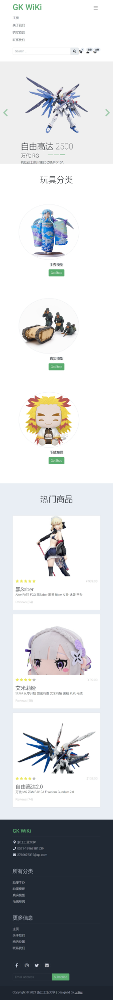 GK WiKi
主页
关于我们
购买商品
联系我们
Search ...
登录
注册
自由高达 2500
万代 RG
机动战士高达SEED ZGMF-X10A
玩具分类
手办模型
Go Shop
真实模型
Go Shop
毛绒布偶
Go Shop
热门商品
¥ 939.00
黑Saber
Alter FATE FGO 黑Saber 黑呆 Rider 女仆 泳装 手办
Reviews (24)
¥ 99.00
艾米莉娅
SEGA 从零开始 爱蜜莉雅 艾米莉娅 旗袍 趴趴 毛绒
Reviews (48)
$138.00
自由高达2.0
万代 MG ZGMF-X10A Freedom Gundam 2.0
Reviews (74)
GK WiKi
浙江工业大学
0571-18968181539
2766697315@qq.com
所有分类
动漫手办
动漫模玩
真实模型
毛绒布偶
更多信息
主页
关于我们
商店位置
联系我们
Email address
Subscribe
Copyright © 2021 浙江工业大学 | Designed by Lv Rui